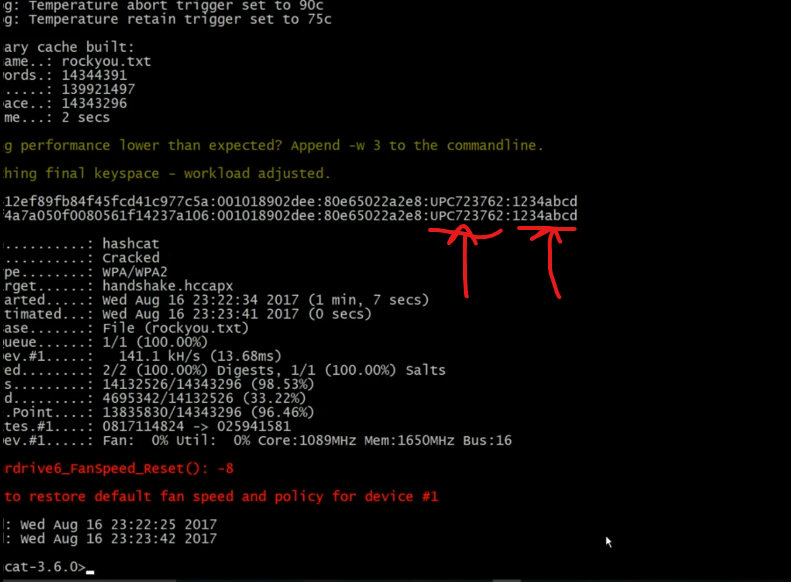 og: Temperature abort trigger set to 90c
og: Temperature retain trigger set to 75c
ary cache built:
ame..: rockyou.txt
ords.: 14344391
.....: 139921497
ace..: 14343296
me...: 2 secs
g performance lower than expected? Append -w 3 to the commandline.
hing final keyspace - workload adjusted.
12ef89fb84f45fcd41c977c5a:001018902dee:80e65022a2e8:UPC723762:1234abcd
4a7a050f0080561f14237a106:001018902dee:80e65022a2e8:UPC723762:1234abcd
..........: hashcat
..........: Cracked
pe........: WPA/WPA2
rget......: handshake.hccapx
arted.....: Wed Aug 16 23:22:34 2017 (1 min, 7 secs)
timated...: Wed Aug 16 23:23:41 2017 (0 secs)
ase.......: File (rockyou.txt)
ueue......: 1/1 (100.00%)
ev.#1.....: 141.1 kH/s (13.68ms)
red.......: 2/2 (100.00%) Digests, 1/1 (100.00%) Salts
s.........: 14132526/14343296 (98.53%)
d.........: 4695342/14132526 (33.22%)
.Point....: 13835830/14343296 (96.46%)
tes.#1....: 0817114824 -> 025941581
ev.#1.....: Fan: 0% Util: 0% Core:1089MHz Mem:1650MHz Bus:16
rdrive6_FanSpeed_Reset(): -8
to restore default fan speed and policy for device #1
: Wed Aug 16 23:22:25 2017
: Wed Aug 16 23:23:42 2017
cat-3.6.0>